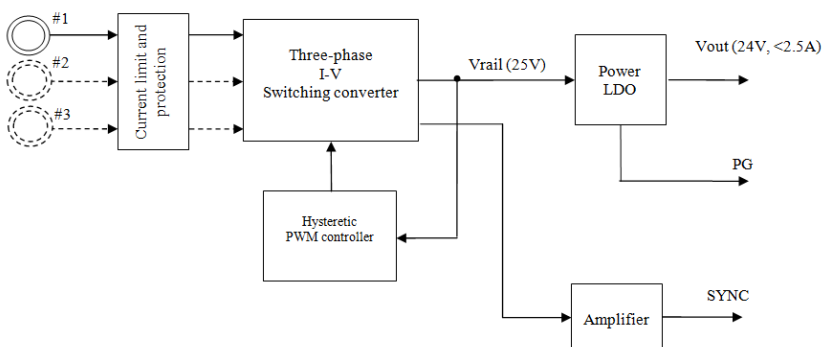 #1
#2
#3
Current limit and
protection
Three-phase
I-V
Switching converter
Vrail (25V)
Power
LDO
Vout (24V, <2.5A)
PG
Hysteretic
PWM controller
Amplifier
SYNC